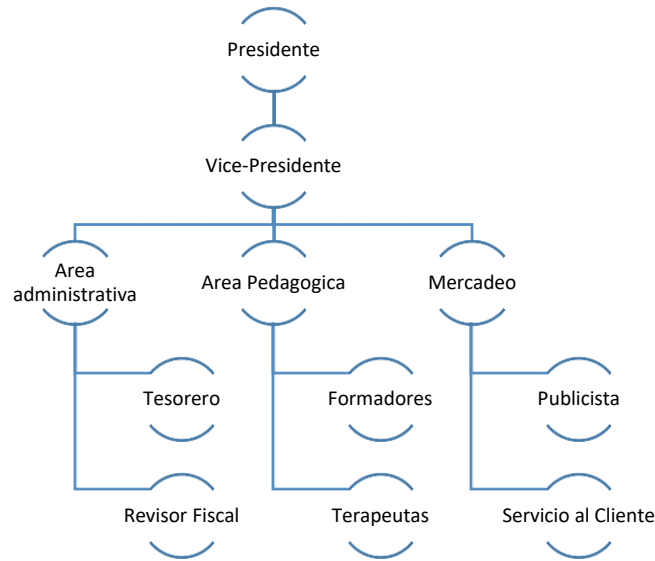 Presidente
Vice-Presidente
Area
administrativa
Area Pedagogica
Mercadeo
Tesorero
Formadores
Publicista
Revisor Fiscal
Terapeutas
Servicio al Cliente